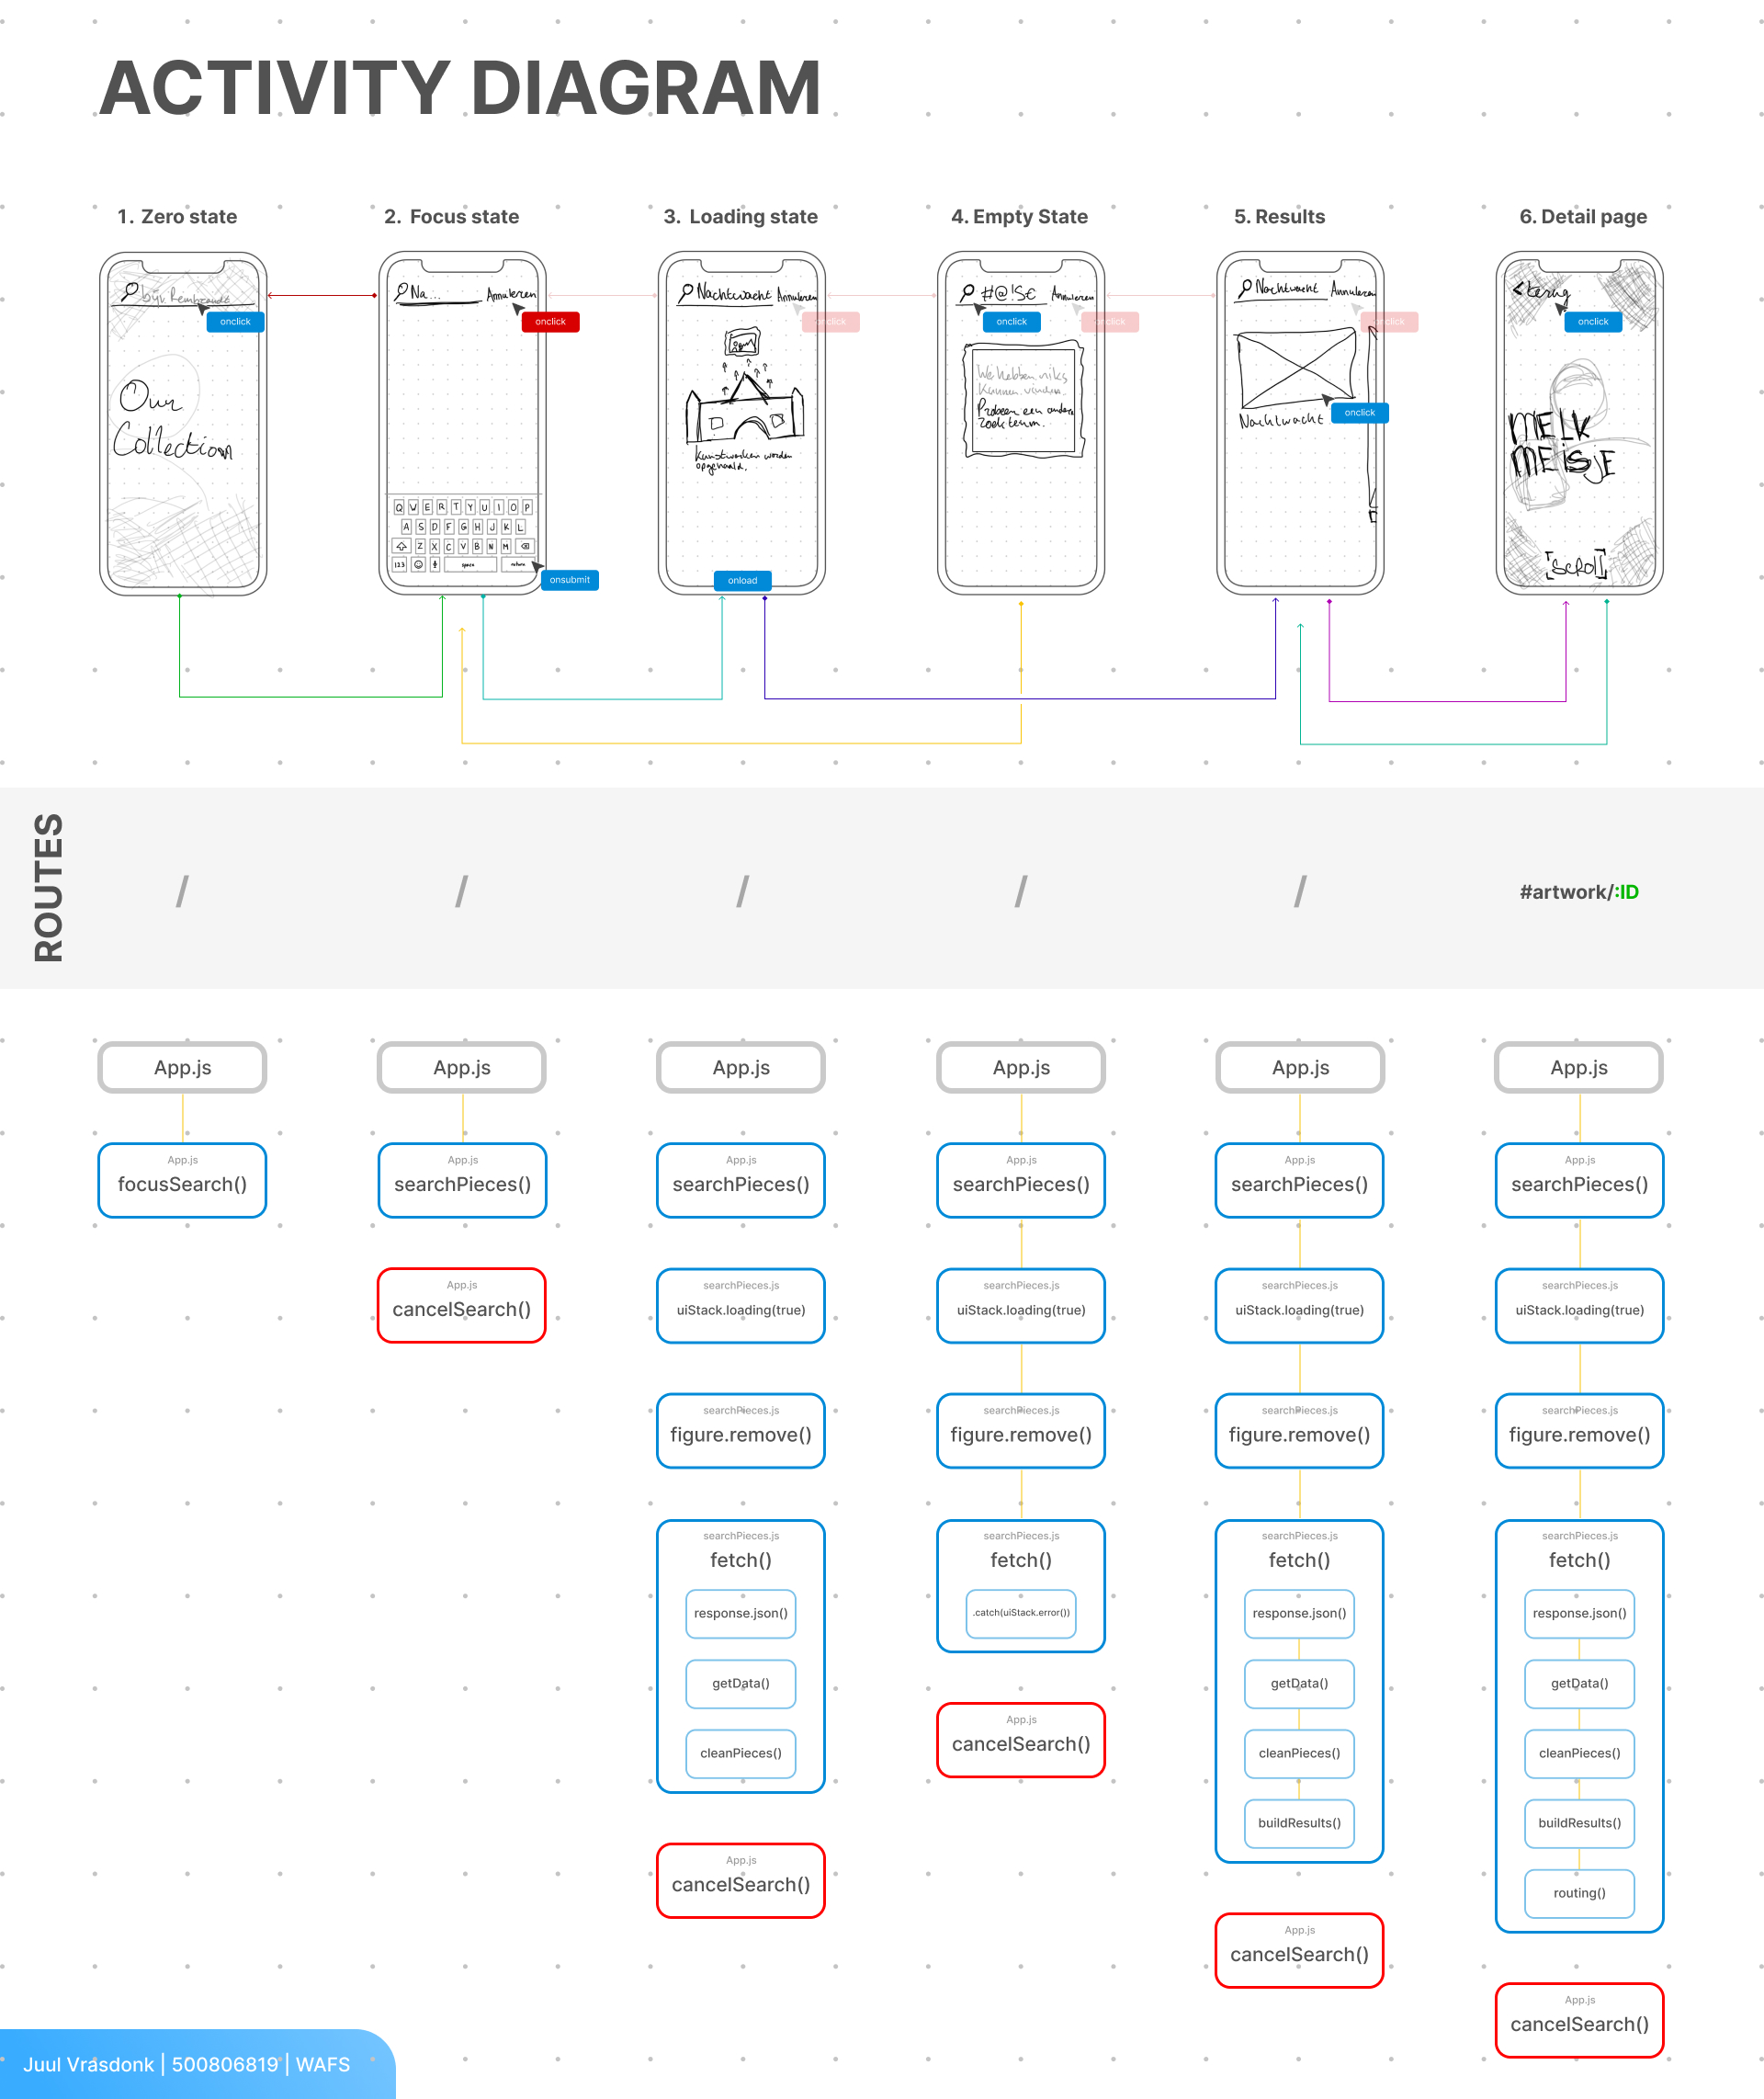 ACTIVITY DIAGRAM
1. Zero state
2. Focus state
3. Loading state
4. Empty State
5. Results
6. Detail page
bijv Rembrandt
onclick
Our
Collection
Na...
Annuleren
onclick
Q W E R T Y U I O P
A S D F G H J K L
Z X C V B N M
123
space
return
onsubmit
Nachtwacht
Annuleren
onclick
Kunstwerken worden
opgehaald.
onload
#@!S€
Annuleren
onclick
onclick
We hebben niks
kunnen vinden.
Probeer een andere
zoekterm.
Nachtwacht
Annuleren
onclick
onclick
Nachtwacht
<terug
onclick
MELK
MEISJE
[scroll]
ROUTES
/
/
/
/
/
#artwork/:ID
App.js
App.js
focusSearch()
App.js
App.js
searchPieces()
App.js
cancelSearch()
App.js
App.js
searchPieces()
searchPieces.js
uiStack.loading(true)
searchPieces.js
figure.remove()
searchPieces.js
fetch()
response.json()
getData()
cleanPieces()
App.js
cancelSearch()
App.js
App.js
searchPieces()
searchPieces.js
uiStack.loading(true)
searchPieces.js
figure.remove()
searchPieces.js
fetch()
.catch(uiStack.error())
App.js
cancelSearch()
App.js
App.js
searchPieces()
searchPieces.js
uiStack.loading(true)
searchPieces.js
figure.remove()
searchPieces.js
fetch()
response.json()
getData()
cleanPieces()
buildResults()
App.js
cancelSearch()
App.js
App.js
searchPieces()
searchPieces.js
uiStack.loading(true)
searchPieces.js
figure.remove()
searchPieces.js
fetch()
response.json()
getData()
cleanPieces()
buildResults()
routing()
App.js
cancelSearch()
Juul Vrasdonk | 500806819 | WAFS